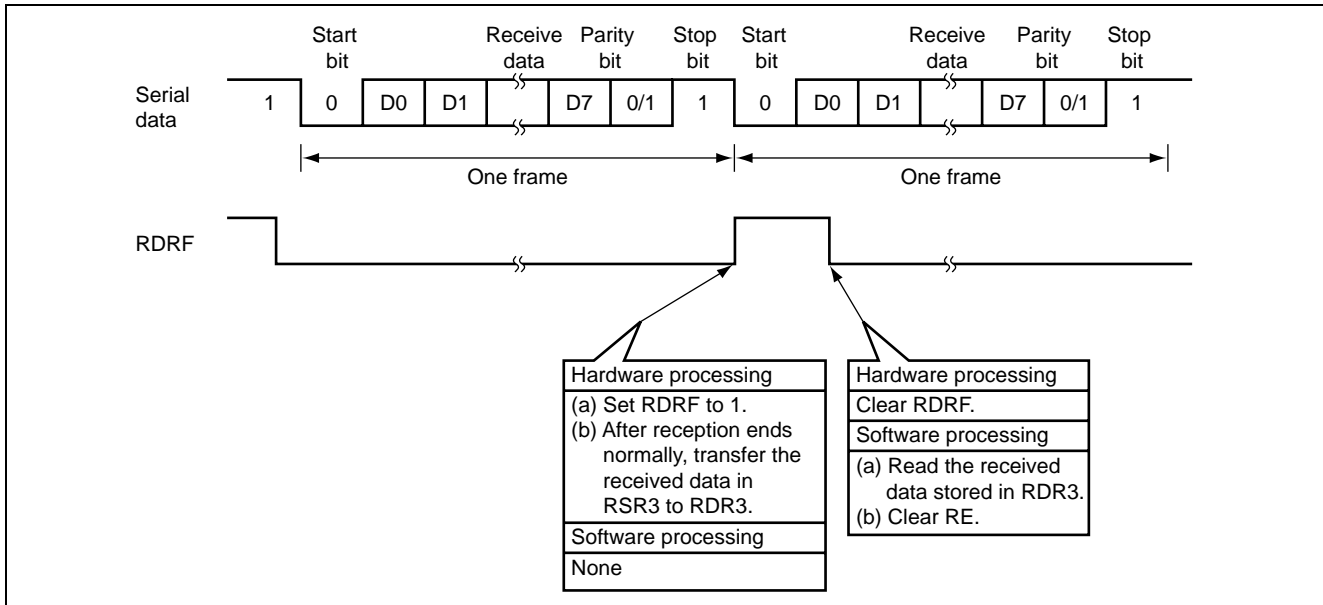 Start bit Receive data Parity bit Stop bit Start bit Receive data Parity bit Stop bit
Serial data 1 0 D0 D1 D7 0/1 1 0 D0 D1 D7 0/1 1
One frame One frame
RDRF
Hardware processing
(a) Set RDRF to 1.
(b) After reception ends
normally, transfer the
received data in
RSR3 to RDR3.
Software processing
None
Hardware processing
Clear RDRF.
Software processing
(a) Read the received
data stored in RDR3.
(b) Clear RE.